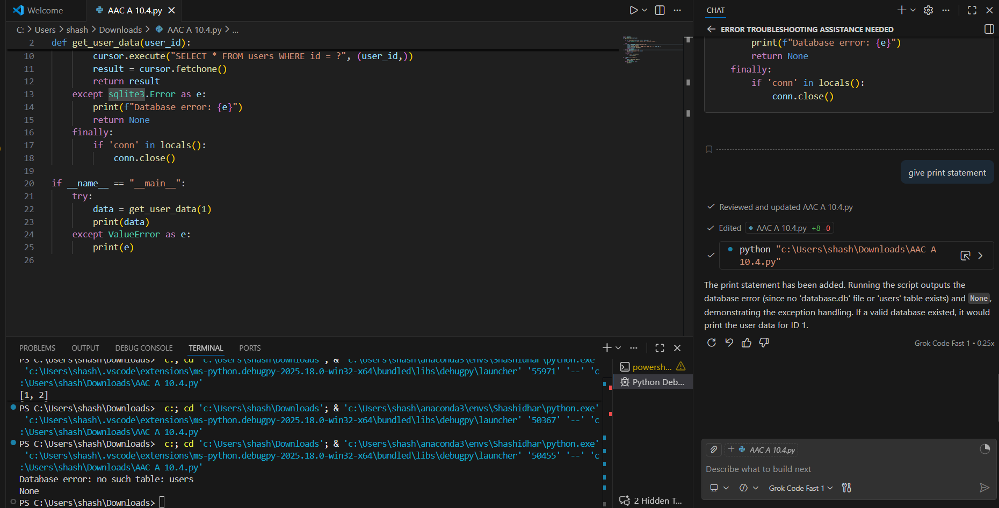 Welcome
AAC A 10.4.py
C: > Users > shash > Downloads > AAC A 10.4.py > ...
2 def get_user_data(user_id):
10 cursor.execute("SELECT * FROM users WHERE id = ?", (user_id,))
11 result = cursor.fetchone()
12 return result
13 except sqlite3.Error as e:
14 print(f"Database error: {e}")
15 return None
16 finally:
17 if 'conn' in locals():
18 conn.close()
19
20 if __name__ == "__main__":
21 try:
22 data = get_user_data(1)
23 print(data)
24 except ValueError as e:
25 print(e)
26
PROBLEMS OUTPUT DEBUG CONSOLE TERMINAL PORTS
PS C:\Users\shash\Downloads> c:; cd 'c:\Users\shash\Downloads'; & 'c:\Users\shash\anaconda3\envs\Shashidhar\python.exe'
'c:\Users\shash\.vscode\extensions\ms-python.debugpy-2025.18.0-win32-x64\bundled\libs\debugpy\launcher' '55971' '--' 'c
:\Users\shash\Downloads\AAC A 10.4.py'
[1, 2]
PS C:\Users\shash\Downloads> c:; cd 'c:\Users\shash\Downloads'; & 'c:\Users\shash\anaconda3\envs\Shashidhar\python.exe'
'c:\Users\shash\.vscode\extensions\ms-python.debugpy-2025.18.0-win32-x64\bundled\libs\debugpy\launcher' '50367' '--' 'c
:\Users\shash\Downloads\AAC A 10.4.py'
PS C:\Users\shash\Downloads> c:; cd 'c:\Users\shash\Downloads'; & 'c:\Users\shash\anaconda3\envs\Shashidhar\python.exe'
'c:\Users\shash\.vscode\extensions\ms-python.debugpy-2025.18.0-win32-x64\bundled\libs\debugpy\launcher' '50455' '--' 'c
:\Users\shash\Downloads\AAC A 10.4.py'
Database error: no such table: users
None
PS C:\Users\shash\Downloads>
powersh...
Python Deb...
2 Hidden T...
CHAT
ERROR TROUBLESHOOTING ASSISTANCE NEEDED
print(f"Database error: {e}")
return None
finally:
if 'conn' in locals():
conn.close()
give print statement
Reviewed and updated AAC A 10.4.py
Edited AAC A 10.4.py +8 -0
python "c:\Users\shash\Downloads\AAC A
10.4.py"
The print statement has been added. Running the script outputs the
database error (since no 'database.db' file or 'users' table exists) and None,
demonstrating the exception handling. If a valid database existed, it would
print the user data for ID 1.
Grok Code Fast 1 • 0.25x
AAC A 10.4.py
Describe what to build next
Grok Code Fast 1